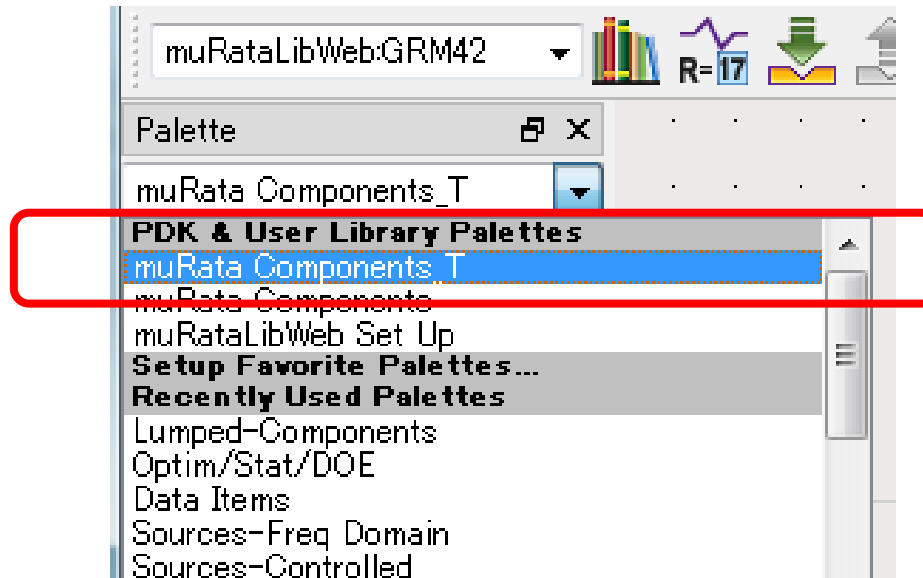 muRataLibWeb:GRM42
R=17
Palette
muRata Components_T
PDK & User Library Palettes
muRata Components_T
muRata Components
muRataLibWeb Set Up
Setup Favorite Palettes...
Recently Used Palettes
Lumped-Components
Optim/Stat/DOE
Data Items
Sources-Freq Domain
Sources-Controlled